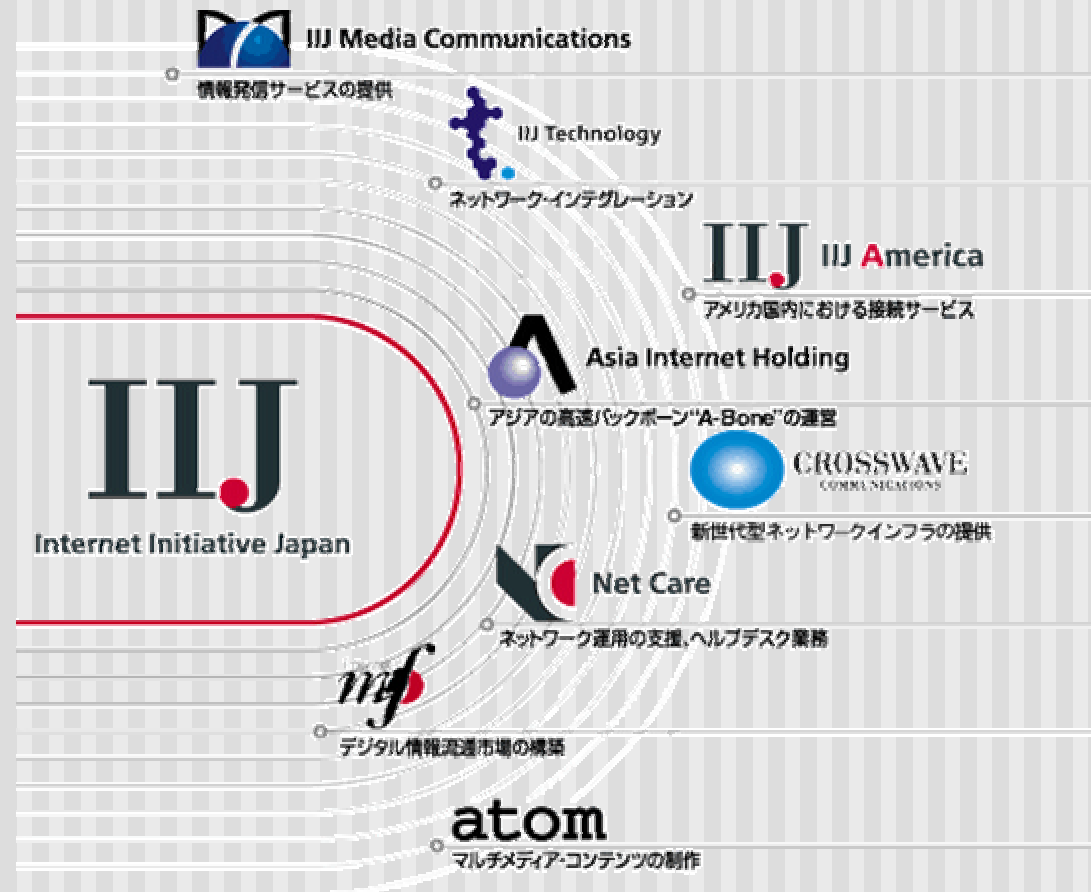 IIJ Media Communications
情報発信サービスの提供
IIJ Technology
ネットワーク・インテグレーション
IIJ IIJ America
アメリカ国内における接続サービス
Asia Internet Holding
アジアの高速バックボーン“A-Bone”の運営
IIJ
Internet Initiative Japan
CROSSWAVE
COMMUNICATIONS
新世代型ネットワークインフラの提供
Net Care
ネットワーク運用の支援、ヘルプデスク業務
mf
デジタル情報流通市場の構築
atom
マルチメディア・コンテンツの制作